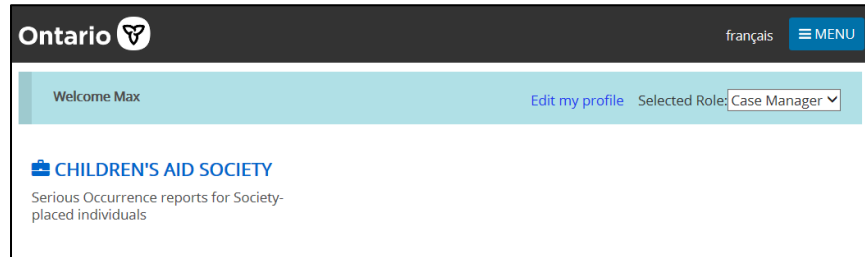 Ontario
français
MENU
Welcome Max
Edit my profile
Selected Role: Case Manager
CHILDREN'S AID SOCIETY
Serious Occurrence reports for Society-
placed individuals